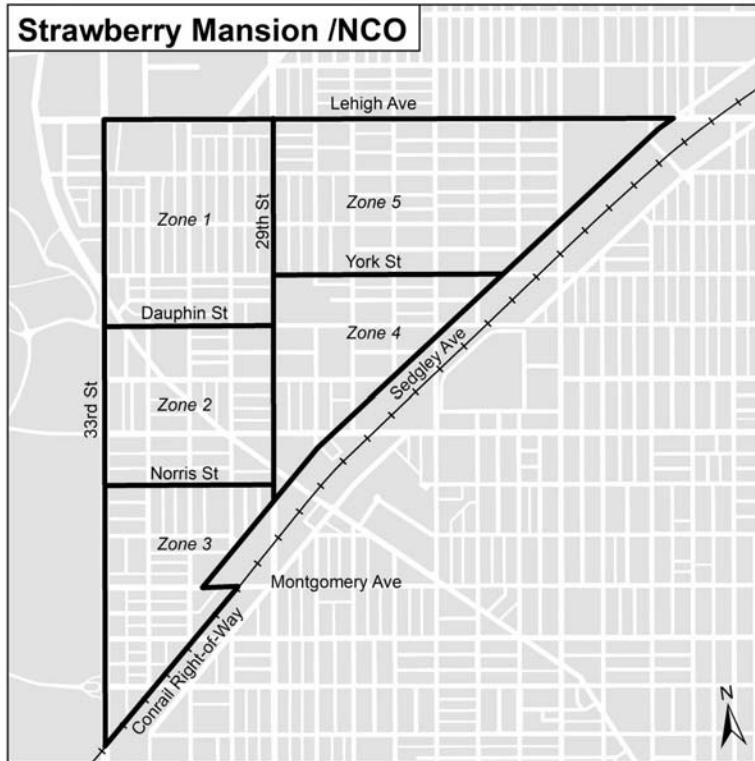 Strawberry Mansion /NCO
Lehigh Ave
Zone 1
29th St
Zone 5
York St
Dauphin St
Zone 4
Sedgley Ave
33rd St
Zone 2
Norris St
Zone 3
Montgomery Ave
Conrail Right-of-Way
N